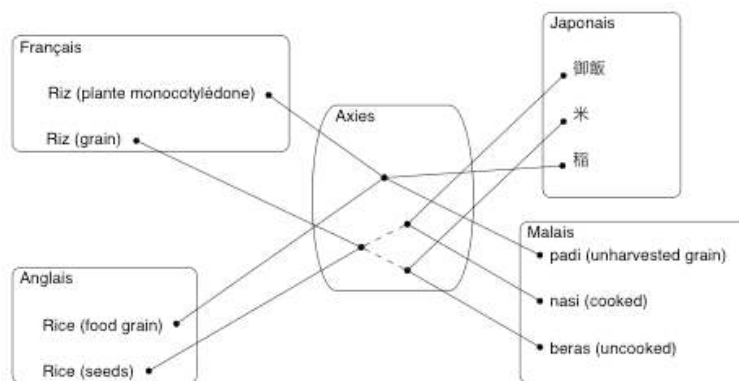 Français
Riz (plante monocotylédone)
Riz (grain)
Axies
Japonais
御飯
米
稲
Anglais
Rice (food grain)
Rice (seeds)
Malais
padi (unharvested grain)
nasi (cooked)
beras (uncooked)